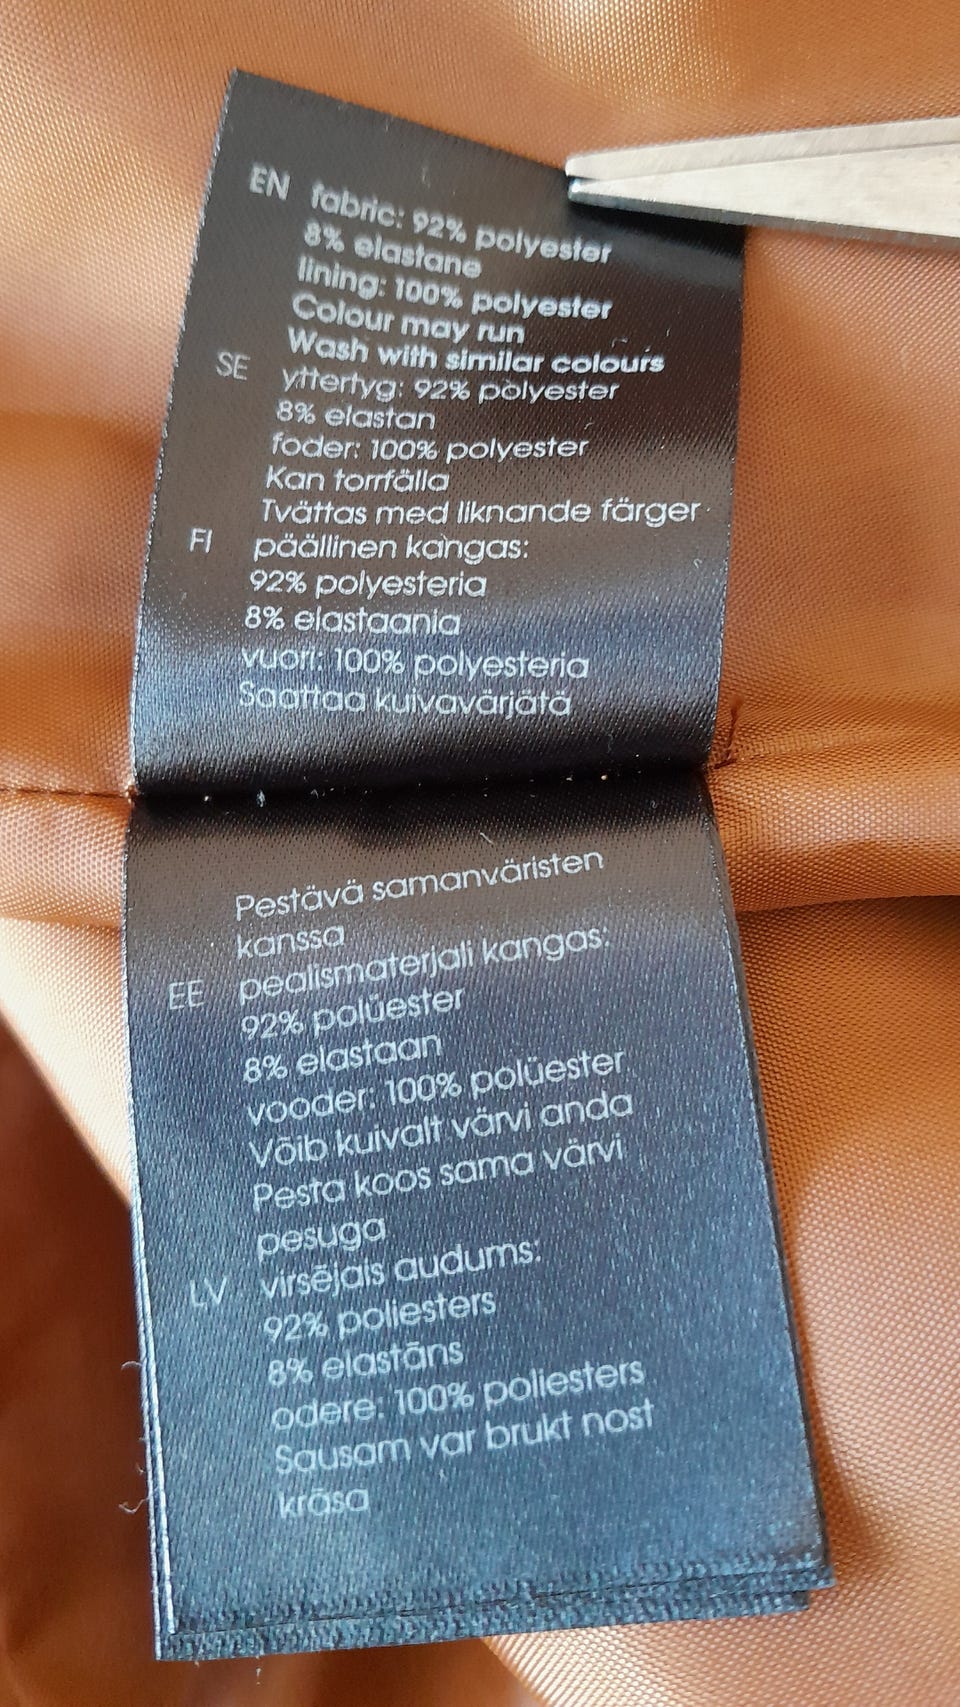 EN fabric: 92% polyester
8% elastane
lining: 100% polyester
Colour may run
Wash with similar colours
SE yttertyg: 92% polyester
8% elastan
foder: 100% polyester
Kan torrfälla
Tvättas med liknande färger
FI päällinen kangas:
92% polyesteria
8% elastaania
vuori: 100% polyesteria
Saattaa kuivavärjätä
Pestävä samanväristen
kanssa
EE pealismaterjali kangas:
92% polüester
8% elastaan
vooder: 100% polüester
Võib kuivalt värvi anda
Pesta koos sama värvi
pesuga
LV virsējais audums:
92% poliesters
8% elastāns
odere: 100% poliesters
Sausam var brukt nost
krāsa